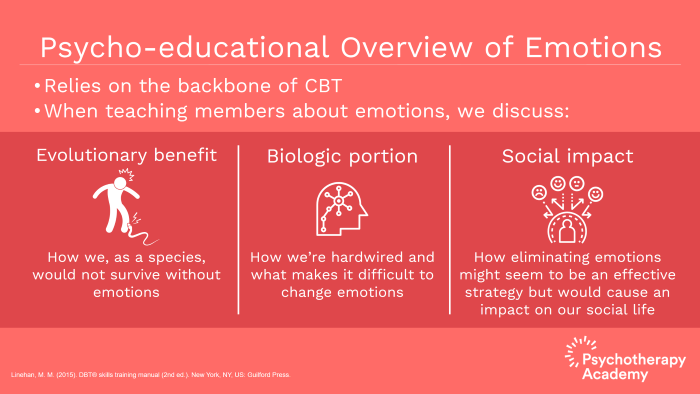 Psycho-educational Overview of Emotions
• Relies on the backbone of CBT
• When teaching members about emotions, we discuss:
Evolutionary benefit
How we, as a species,
would not survive without
emotions
Biologic portion
How we're hardwired and
what makes it difficult to
change emotions
Social impact
How eliminating emotions
might seem to be an effective
strategy but would cause an
impact on our social life
Linehan, M. M. (2015). DBT® skills training manual (2nd ed.). New York, NY, US: Guilford Press.
Psychotherapy
Academy